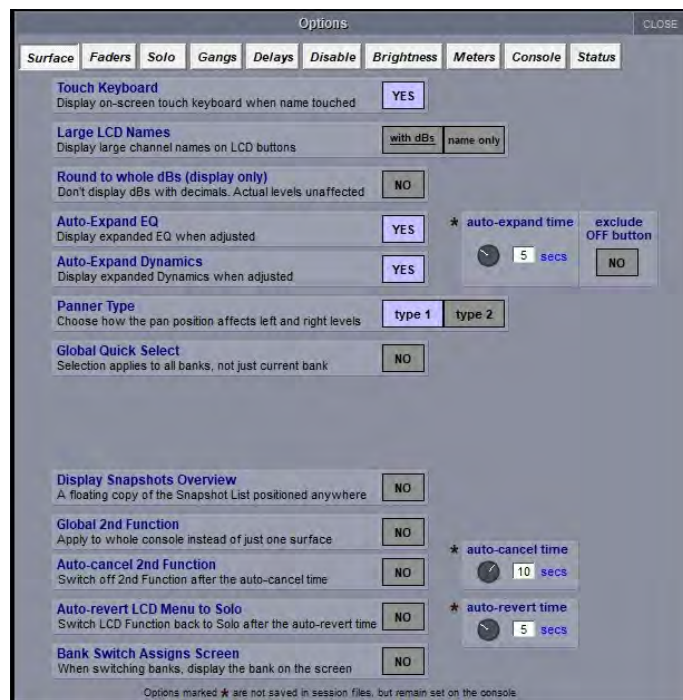 Options
CLOSE
Surface Faders Solo Gangs Delays Disable Brightness Meters Console Status
Touch Keyboard
Display on-screen touch keyboard when name touched
YES
Large LCD Names
Display large channel names on LCD buttons
with dBs name only
Round to whole dBs (display only)
Don't display dBs with decimals. Actual levels unaffected
NO
Auto-Expand EQ
Display expanded EQ when adjusted
YES
* auto-expand time
5 secs
exclude
OFF button
NO
Auto-Expand Dynamics
Display expanded Dynamics when adjusted
YES
Panner Type
Choose how the pan position affects left and right levels
type 1 type 2
Global Quick Select
Selection applies to all banks, not just current bank
NO
Display Snapshots Overview
A floating copy of the Snapshot List positioned anywhere
NO
Global 2nd Function
Apply to whole console instead of just one surface
NO
Auto-cancel 2nd Function
Switch off 2nd Function after the auto-cancel time
NO
* auto-cancel time
10 secs
Auto-revert LCD Menu to Solo
Switch LCD Function back to Solo after the auto-revert time
NO
* auto-revert time
5 secs
Bank Switch Assigns Screen
When switching banks, display the bank on the screen
NO
Options marked * are not saved in session files, but remain set on the console